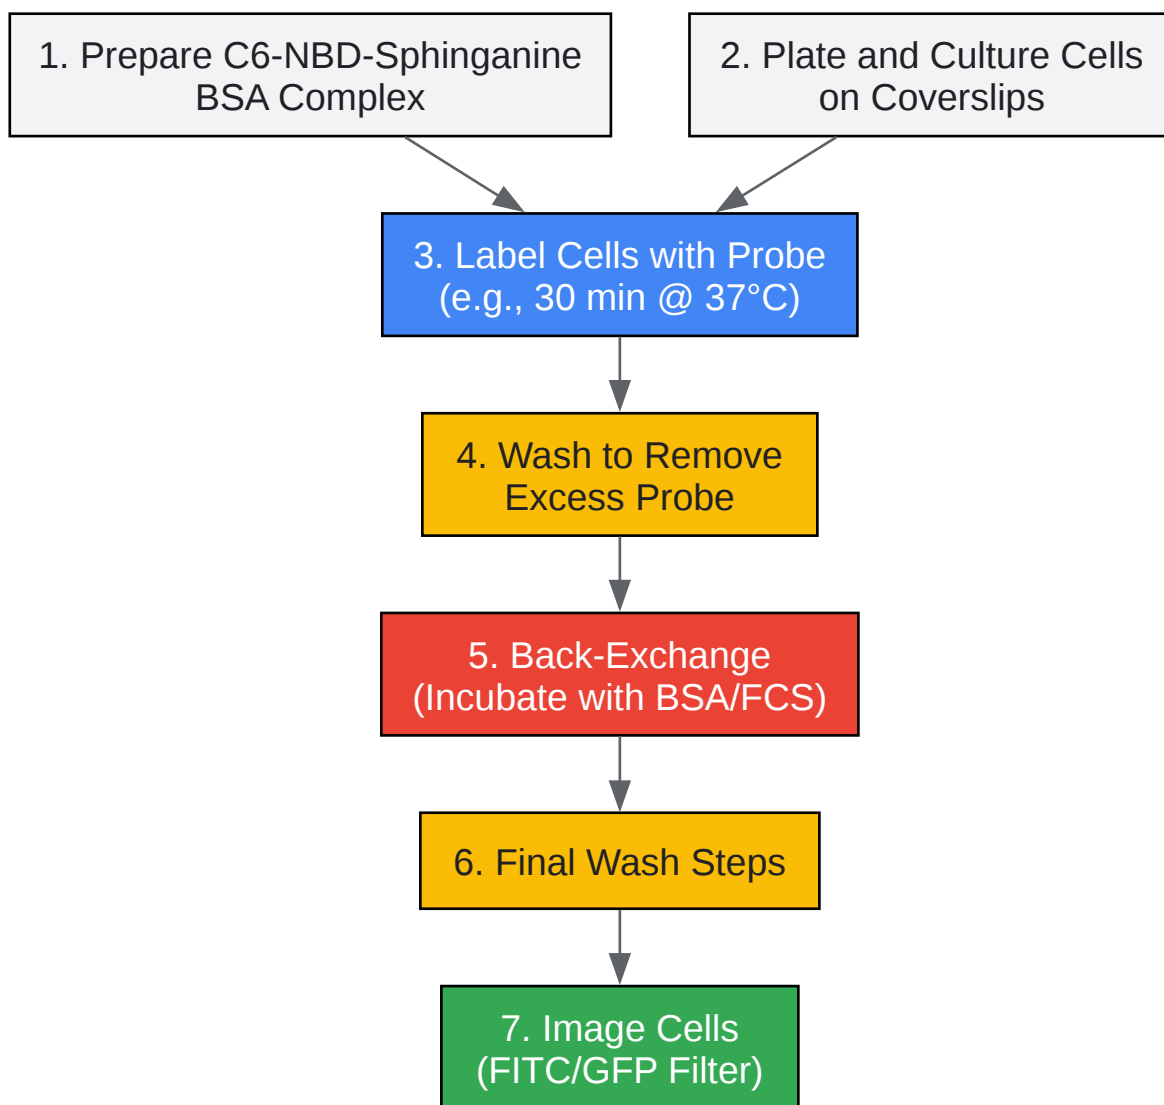 1. Prepare C6-NBD-Sphinganine
BSA Complex
2. Plate and Culture Cells
on Coverslips
3. Label Cells with Probe
(e.g., 30 min @ 37°C)
4. Wash to Remove
Excess Probe
5. Back-Exchange
(Incubate with BSA/FCS)
6. Final Wash Steps
7. Image Cells
(FITC/GFP Filter)